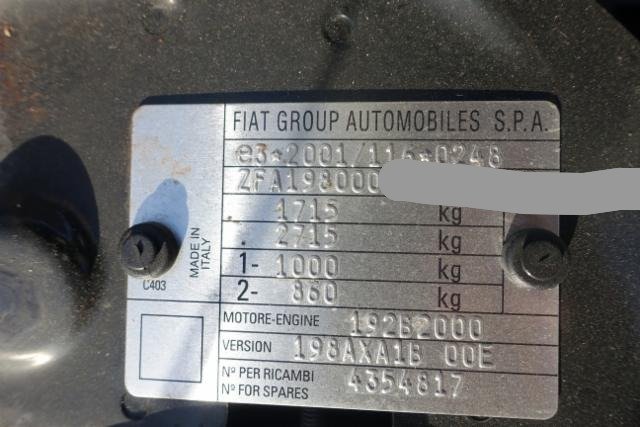 FIAT GROUP AUTOMOBILES S.P.A.
e3*2001/116*0248
ZFA198000
. 1715 kg
. 2715 kg
1- 1000 kg
2- 860 kg
MADE IN
ITALY
C403
MOTORE-ENGINE 192B2000
VERSION 198AXA1B 00E
Nº PER RICAMBI
Nº FOR SPARES 4354817